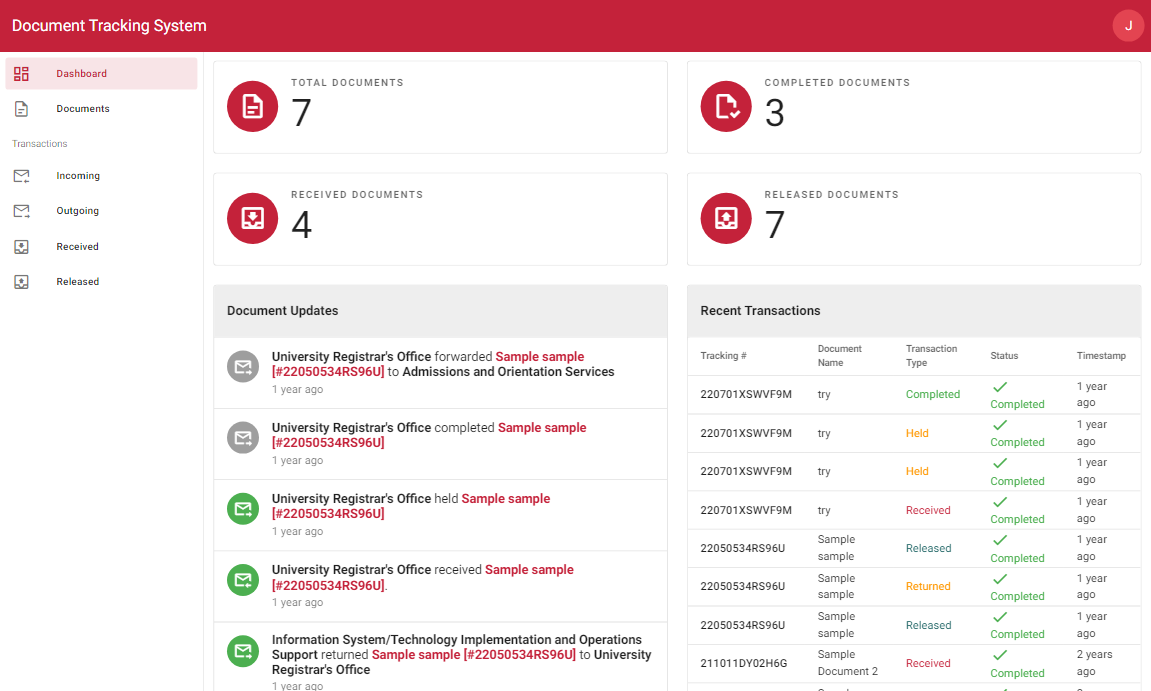 Document Tracking System
J
Dashboard
Documents
Transactions
Incoming
Outgoing
Received
Released
TOTAL DOCUMENTS
7
COMPLETED DOCUMENTS
3
RECEIVED DOCUMENTS
4
RELEASED DOCUMENTS
7
Document Updates
University Registrar's Office forwarded Sample sample
[#22050534RS96U] to Admissions and Orientation Services
1 year ago
University Registrar's Office completed Sample sample
[#22050534RS96U]
1 year ago
University Registrar's Office held Sample sample
[#22050534RS96U]
1 year ago
University Registrar's Office received Sample sample
[#22050534RS96U].
1 year ago
Information System/Technology Implementation and Operations
Support returned Sample sample [#22050534RS96U] to University
Registrar's Office
1 year ago
Recent Transactions
Tracking # Document Name Transaction Type Status Timestamp
220701XSWVF9M try Completed Completed 1 year ago
220701XSWVF9M try Held Completed 1 year ago
220701XSWVF9M try Held Completed 1 year ago
220701XSWVF9M try Received Completed 1 year ago
22050534RS96U Sample sample Released Completed 1 year ago
22050534RS96U Sample sample Returned Completed 1 year ago
22050534RS96U Sample sample Released Completed 1 year ago
211011DY02H6G Sample Document 2 Received Completed 2 years ago